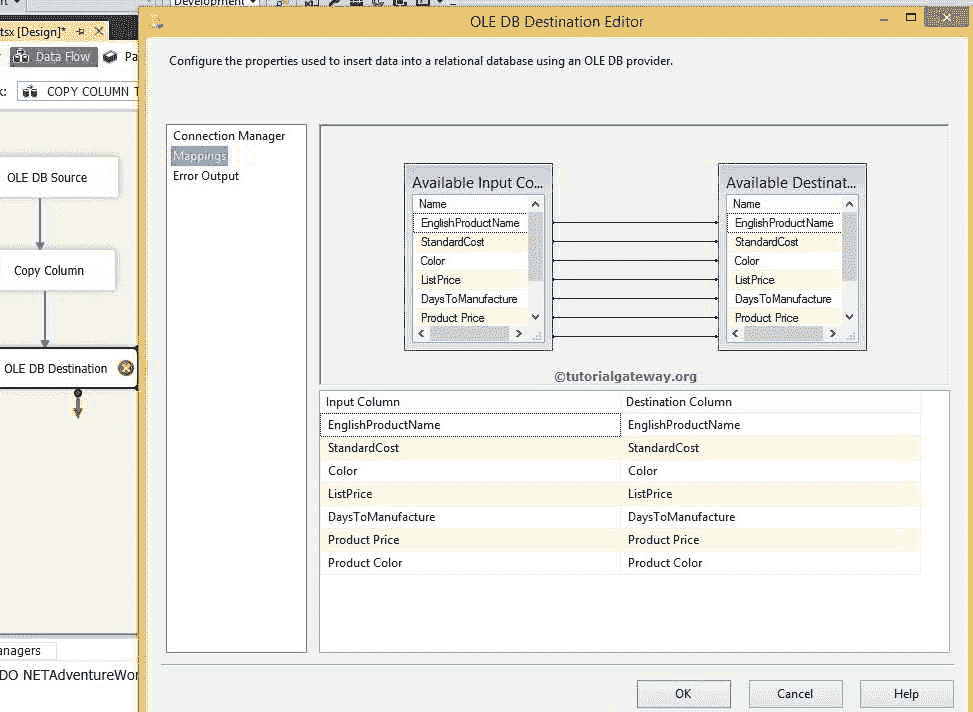 Development
OLE DB Destination Editor
tsx [Design]*
Data Flow
Pa
Configure the properties used to insert data into a relational database using an OLE DB provider.
k:
COPY COLUMN T
Connection Manager
Mappings
Error Output
OLE DB Source
Copy Column
OLE DB Destination
Available Input Co...
Name
EnglishProductName
StandardCost
Color
ListPrice
DaysToManufacture
Product Price
Available Destinat...
Name
EnglishProductName
StandardCost
Color
ListPrice
DaysToManufacture
Product Price
©tutorialgateway.org
Input Column Destination Column
EnglishProductName EnglishProductName
StandardCost StandardCost
Color Color
ListPrice ListPrice
DaysToManufacture DaysToManufacture
Product Price Product Price
Product Color Product Color
anagers
DO NETAdventureWor
OK Cancel Help